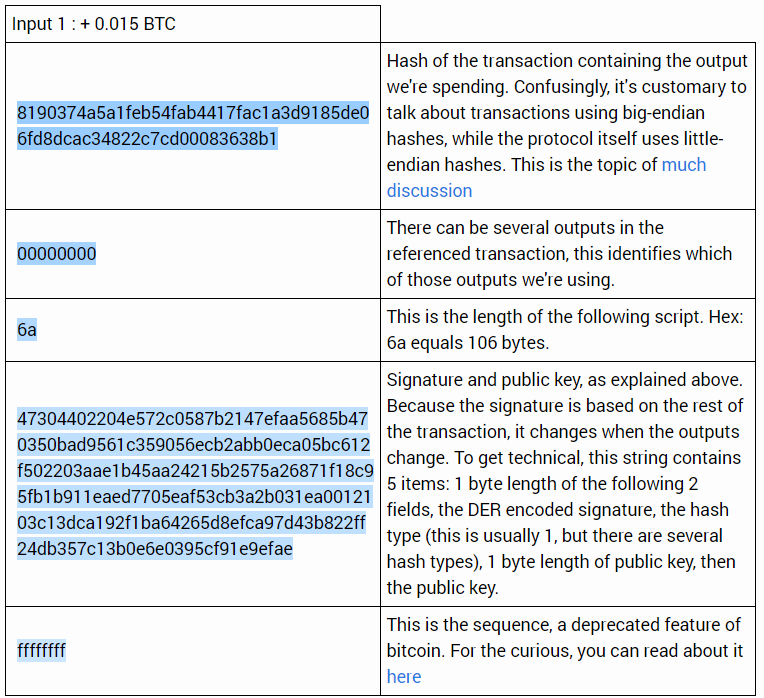 Input 1 : + 0.015 BTC
8190374a5a1feb54fab4417fac1a3d9185de0
6fd8dcac34822c7cd00083638b1
Hash of the transaction containing the output
we're spending. Confusingly, it's customary to
talk about transactions using big-endian
hashes, while the protocol itself uses little-
endian hashes. This is the topic of much
discussion
00000000
There can be several outputs in the
referenced transaction, this identifies which
of those outputs we're using.
6a
This is the length of the following script. Hex:
6a equals 106 bytes.
47304402204e572c0587b2147efaa5685b47
0350bad9561c359056ecb2abb0eca05bc612
f502203aae1b45aa24215b2575a26871f18c9
5fb1b911eaed7705eaf53cb3a2b031ea00121
03c13dca192f1ba64265d8efca97d43b822ff
24db357c13b0e6e0395cf91e9efae
Signature and public key, as explained above.
Because the signature is based on the rest of
the transaction, it changes when the outputs
change. To get technical, this string contains
5 items: 1 byte length of the following 2
fields, the DER encoded signature, the hash
type (this is usually 1, but there are several
hash types), 1 byte length of public key, then
the public key.
ffffffff
This is the sequence, a deprecated feature of
bitcoin. For the curious, you can read about it
here